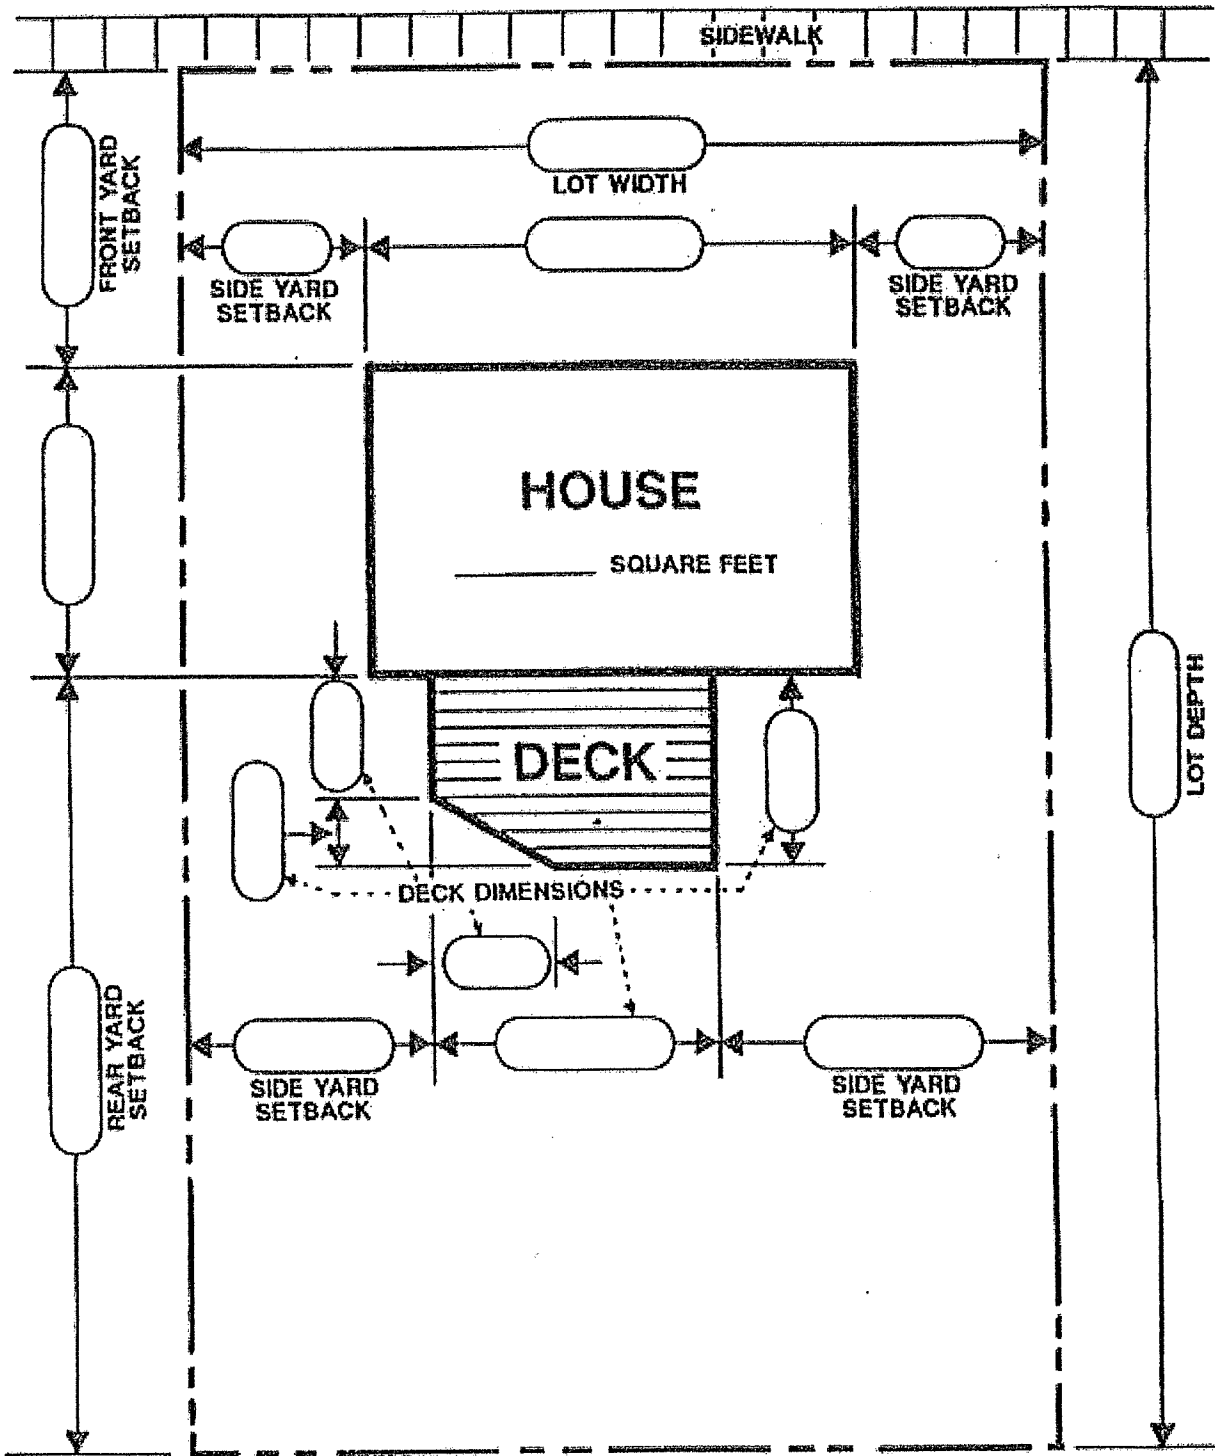 SIDEWALK
FRONT YARD
SETBACK
LOT WIDTH
SIDE YARD
SETBACK
SIDE YARD
SETBACK
HOUSE
SQUARE FEET
DECK
LOT DEPTH
DECK DIMENSIONS
REAR YARD
SETBACK
SIDE YARD
SETBACK
SIDE YARD
SETBACK